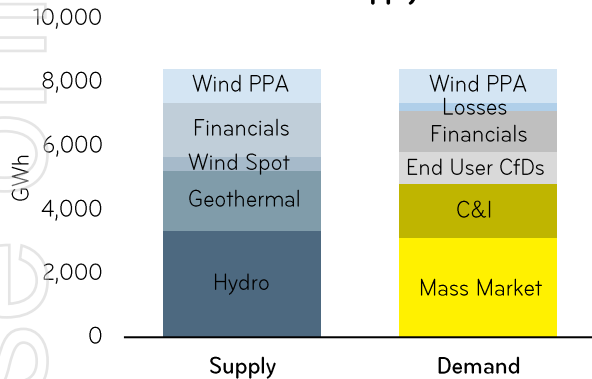 10,000
8,000
6,000
4,000
2,000
0
GWh
Wind PPA
Financials
Wind Spot
Geothermal
Hydro
Supply
Wind PPA
Losses
Financials
End User CfDs
C&I
Mass Market
Demand